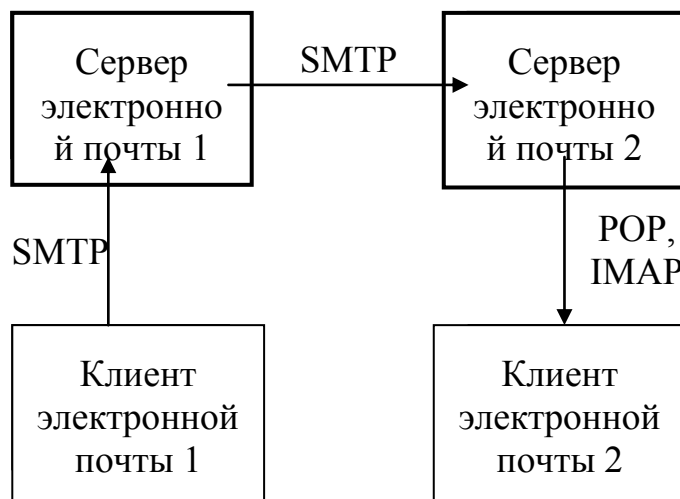 Сервер
электронно
й почты 1
SMTP
Сервер
электронно
й почты 2
SMTP
POP,
IMAP
Клиент
электронной
почты 1
Клиент
электронной
почты 2